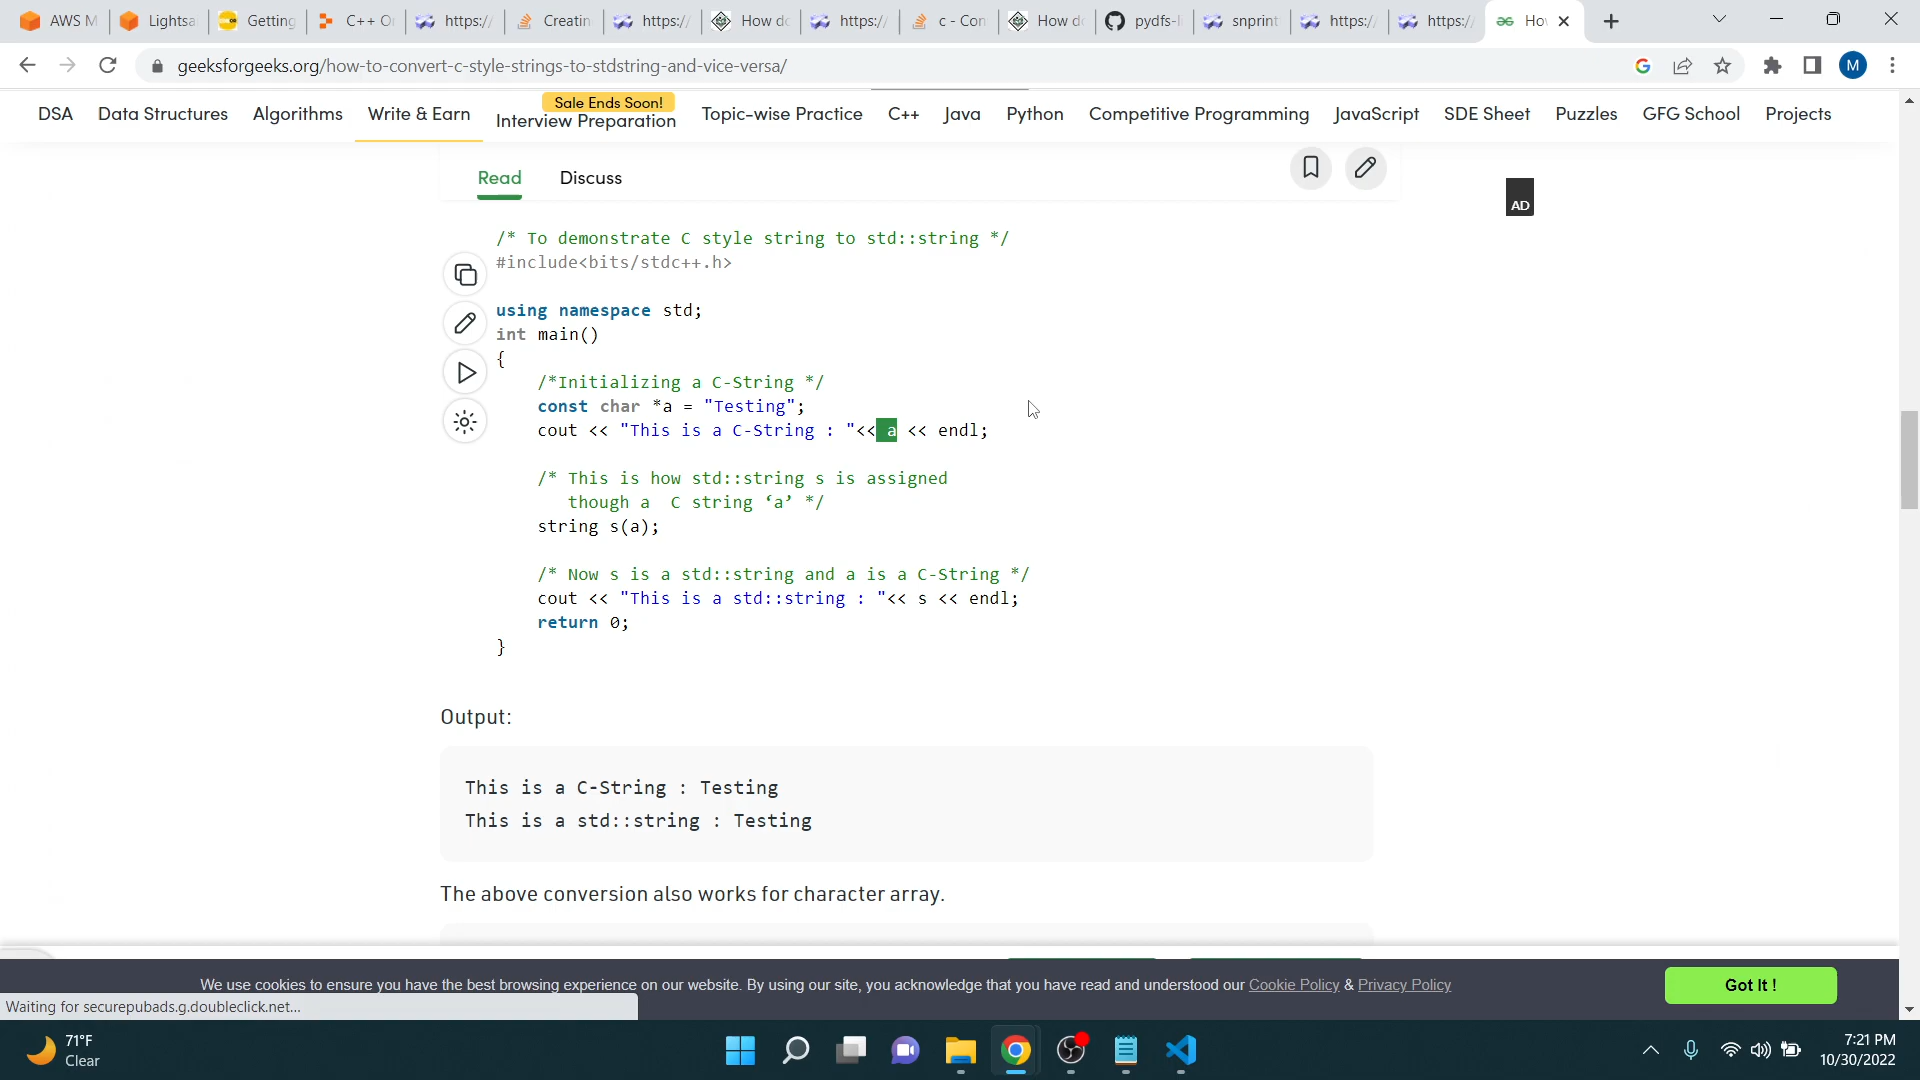 AWS M
Lightsa
Getting
C++ O
https:/
Creatin
https:/
How do
https:/
c - Con
How do
pydfs-l
snprint
https:/
https:/
Ho
geeksforgeeks.org/how-to-convert-c-style-strings-to-stdstring-and-vice-versa/
M
Sale Ends Soon!
DSA Data Structures Algorithms Write & Earn Interview Preparation Topic-wise Practice C++ Java Python Competitive Programming JavaScript SDE Sheet Puzzles GFG School Projects
Read Discuss
AD
/* To demonstrate C style string to std::string */
#include<bits/stdc++.h>
using namespace std;
int main()
{
/*Initializing a C-String */
const char *a = "Testing";
cout << "This is a C-String : "<< a << endl;
/* This is how std::string s is assigned
though a  C string ‘a’ */
string s(a);
/* Now s is a std::string and a is a C-String */
cout << "This is a std::string : "<< s << endl;
return 0;
}
Output:
This is a C-String : Testing
This is a std::string : Testing
The above conversion also works for character array.
We use cookies to ensure you have the best browsing experience on our website. By using our site, you acknowledge that you have read and understood our Cookie Policy & Privacy Policy
Got It !
Waiting for securepubads.g.doubleclick.net...
71°F
Clear
7:21 PM
10/30/2022